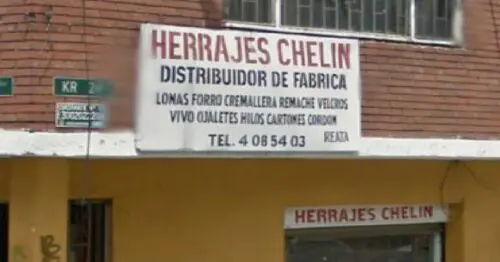 HERRAJES CHELIN
DISTRIBUIDOR DE FABRICA
LONAS FORRO CREMALLERA REMACHE VELCROS
VIVO OJALETES HILOS CARTONES CORDON
TEL. 4 08 54 03 REATA
KR 2
HERRAJES CHELIN